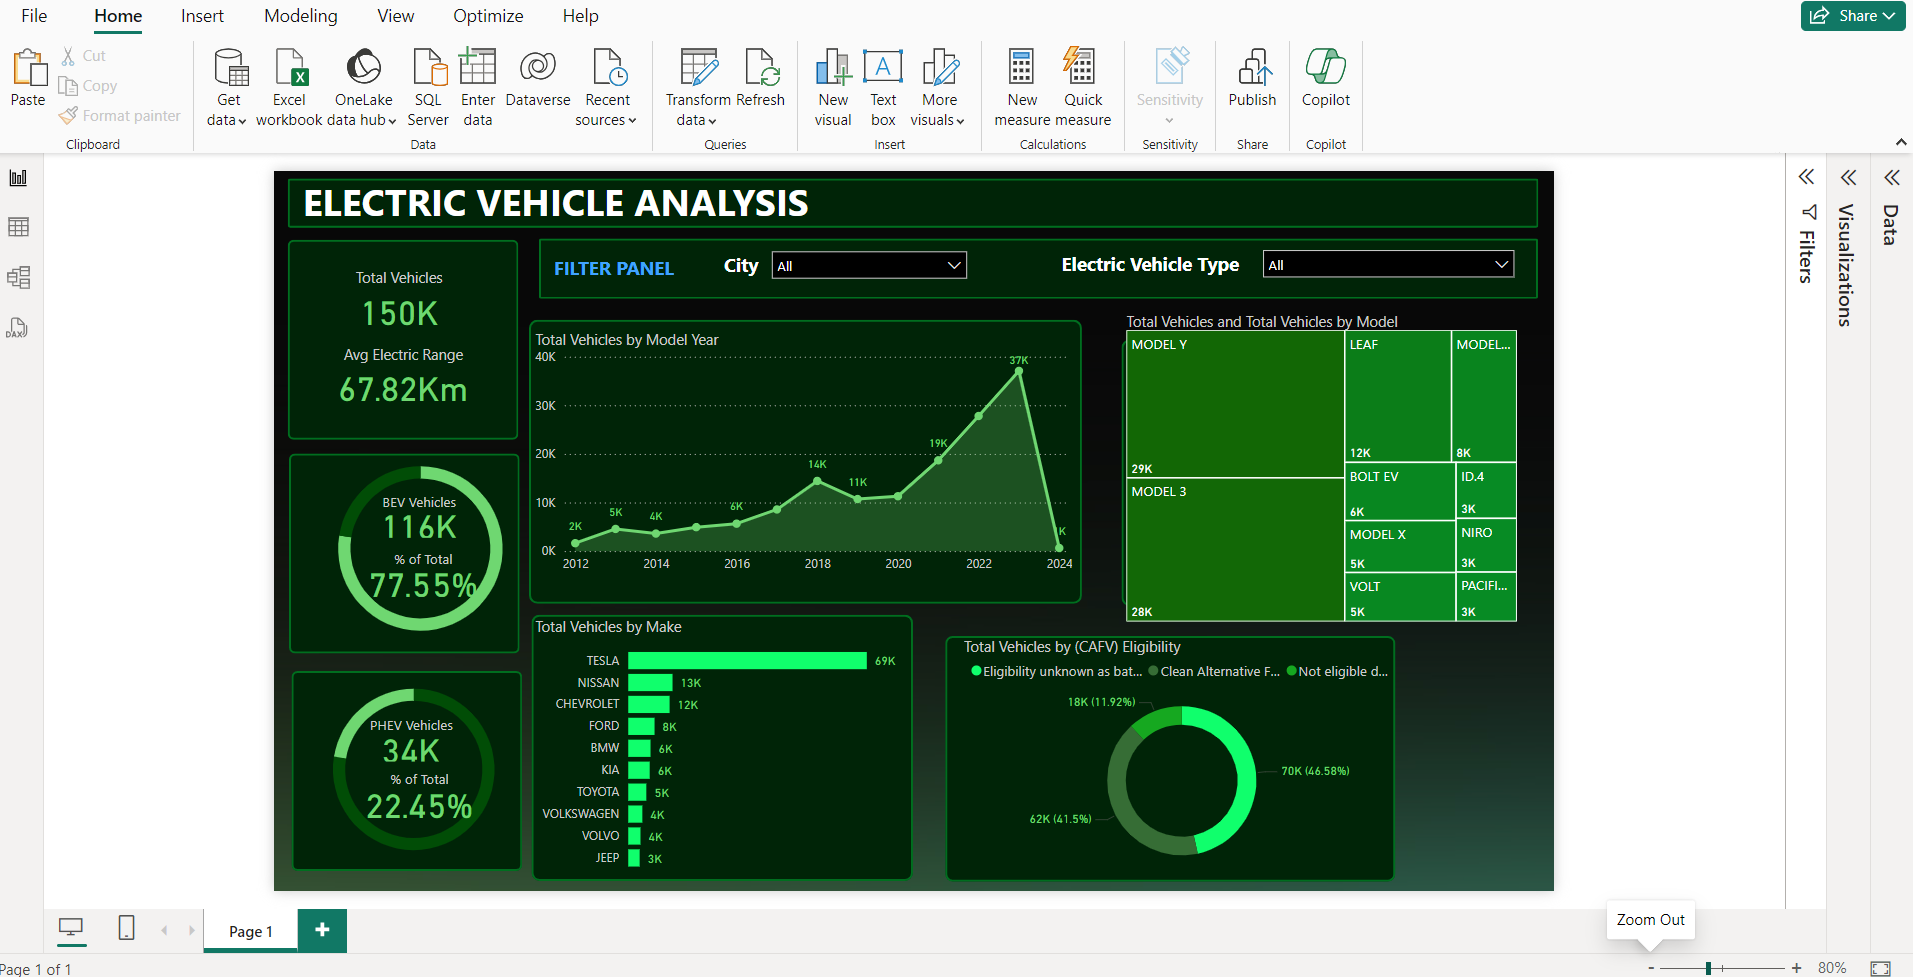 File Home Insert Modeling View Optimize Help
Share
Paste
Cut
Copy
Format painter
Clipboard
Get data
Excel workbook
OneLake data hub
SQL Server
Enter data
Dataverse
Recent sources
Data
Transform data
Refresh
Queries
New visual
Text box
More visuals
Insert
New measure
Quick measure
Calculations
Sensitivity
Sensitivity
Publish
Share
Copilot
Copilot
DAX
ELECTRIC VEHICLE ANALYSIS
Total Vehicles
150K
Avg Electric Range
67.82Km
FILTER PANEL
City
All
Electric Vehicle Type
All
BEV Vehicles
116K
% of Total
77.55%
PHEV Vehicles
34K
% of Total
22.45%
Total Vehicles by Model Year
40K
30K
20K
10K
0K
2K
5K
4K
6K
14K
11K
19K
37K
K
2012 2014 2016 2018 2020 2022 2024
Total Vehicles and Total Vehicles by Model
MODEL Y
29K
MODEL 3
28K
LEAF
12K
MODEL...
8K
BOLT EV
6K
ID.4
3K
MODEL X
5K
NIRO
3K
VOLT
5K
PACIFI...
3K
Total Vehicles by Make
TESLA 69K
NISSAN 13K
CHEVROLET 12K
FORD 8K
BMW 6K
KIA 6K
TOYOTA 5K
VOLKSWAGEN 4K
VOLVO 4K
JEEP 3K
Total Vehicles by (CAFV) Eligibility
Eligibility unknown as bat... Clean Alternative F... Not eligible d...
18K (11.92%)
70K (46.58%)
62K (41.5%)
Filters
Visualizations
Data
Page 1
+
Zoom Out
Page 1 of 1
- + 80%